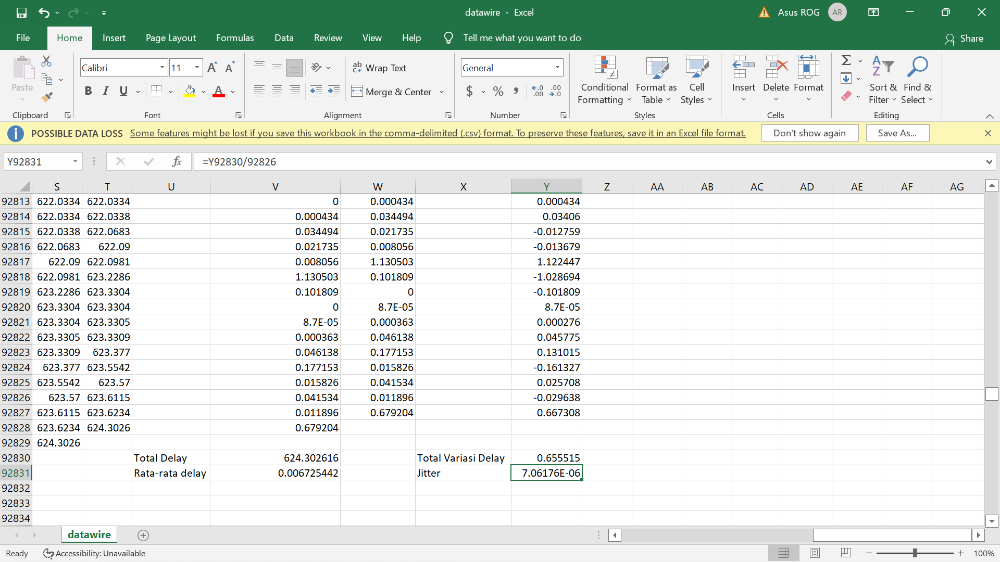 datawire - Excel
Asus ROG AR
File Home Insert Page Layout Formulas Data Review View Help Tell me what you want to do Share
Paste
Clipboard
Calibri 11
B I U
Font
Wrap Text
Merge & Center
Alignment
General
$ % , .00 .00
Number
Conditional Formatting
Format as Table
Cell Styles
Styles
Insert Delete Format
Cells
Sort & Filter
Find & Select
Editing
POSSIBLE DATA LOSS Some features might be lost if you save this workbook in the comma-delimited (.csv) format. To preserve these features, save it in an Excel file format. Don't show again Save As...
Y92831 fx =Y92830/92826
S T U V W X Y Z AA AB AC AD AE AF AG
92813 622.0334 622.0334 0 0.000434 0.000434
92814 622.0334 622.0338 0.000434 0.034494 0.03406
92815 622.0338 622.0683 0.034494 0.021735 -0.012759
92816 622.0683 622.09 0.021735 0.008056 -0.013679
92817 622.09 622.0981 0.008056 1.130503 1.122447
92818 622.0981 623.2286 1.130503 0.101809 -1.028694
92819 623.2286 623.3304 0.101809 0 -0.101809
92820 623.3304 623.3304 0 8.7E-05 8.7E-05
92821 623.3304 623.3305 8.7E-05 0.000363 0.000276
92822 623.3305 623.3309 0.000363 0.046138 0.045775
92823 623.3309 623.377 0.046138 0.177153 0.131015
92824 623.377 623.5542 0.177153 0.015826 -0.161327
92825 623.5542 623.57 0.015826 0.041534 0.025708
92826 623.57 623.6115 0.041534 0.011896 -0.029638
92827 623.6115 623.6234 0.011896 0.679204 0.667308
92828 623.6234 624.3026 0.679204
92829 624.3026
92830 Total Delay 624.302616 Total Variasi Delay 0.655515
92831 Rata-rata delay 0.006725442 Jitter 7.06176E-06
92832
92833
92834
datawire
Ready Accessibility: Unavailable 100%